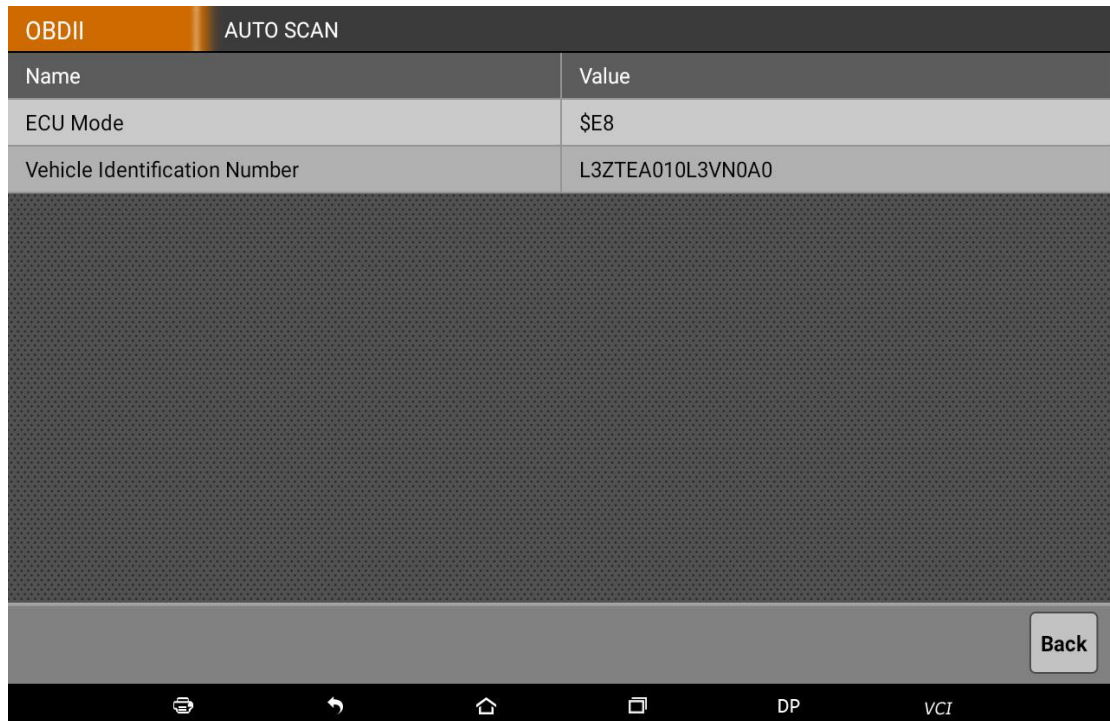 OBDII AUTO SCAN
Name Value
ECU Mode $E8
Vehicle Identification Number L3ZTEA010L3VN0A0
Back
DP VCI